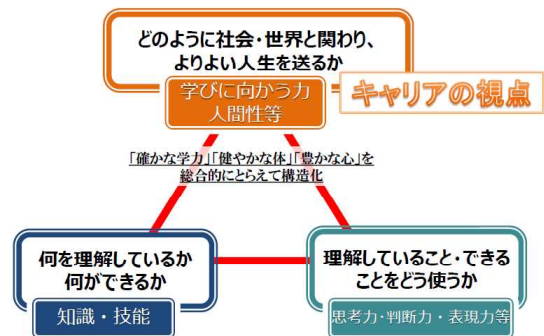 どのように社会・世界と関わり、
よりよい人生を送るか
学びに向かう力
人間性等
キャリアの視点
「確かな学力」「健やかな体」「豊かな心」を
総合的にとらえて構造化
何を理解しているか
何ができるか
知識・技能
理解していること・できる
ことをどう使うか
思考力・判断力・表現力等